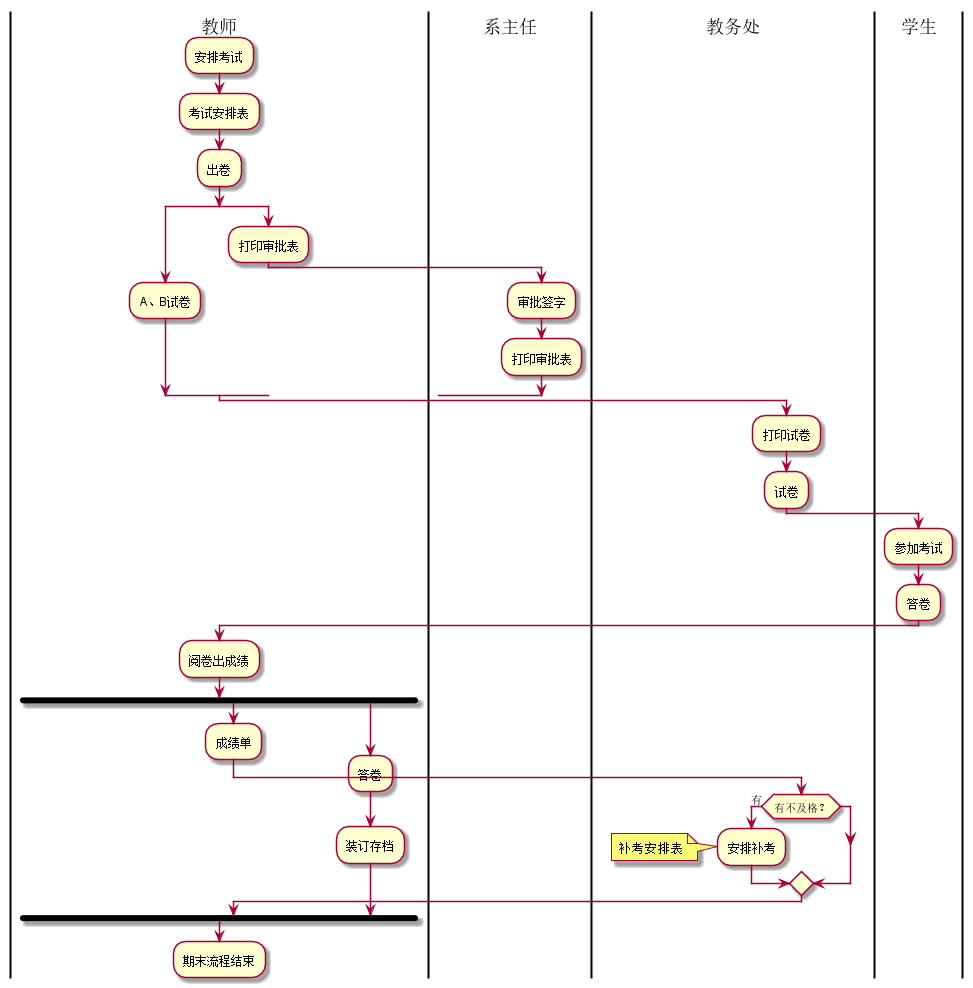 教师
系主任
教务处
学生
安排考试
考试安排表
出卷
打印审批表
A、B试卷
审批签字
打印审批表
打印试卷
试卷
参加考试
答卷
阅卷出成绩
成绩单
答卷
有
有不及格？
装订存档
补考安排表
安排补考
期末流程结束